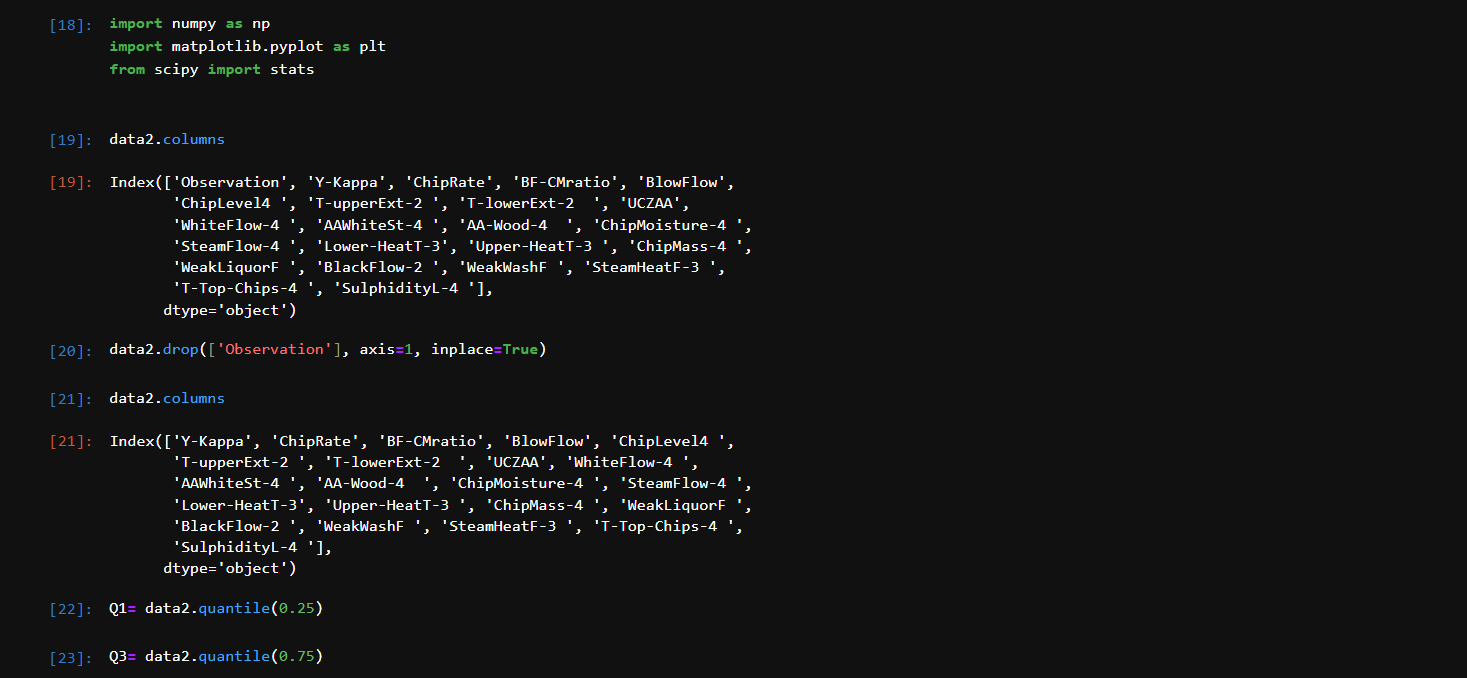 [18]: import numpy as np
import matplotlib.pyplot as plt
from scipy import stats
[19]: data2.columns
[19]: Index(['Observation', 'Y-Kappa', 'ChipRate', 'BF-CMratio', 'BlowFlow',
'ChipLevel4 ', 'T-upperExt-2 ', 'T-lowerExt-2  ', 'UCZAA',
'WhiteFlow-4 ', 'AAWhiteSt-4 ', 'AA-Wood-4  ', 'ChipMoisture-4 ',
'SteamFlow-4 ', 'Lower-HeatT-3', 'Upper-HeatT-3 ', 'ChipMass-4 ',
'WeakLiquorF ', 'BlackFlow-2 ', 'WeakWashF ', 'SteamHeatF-3 ',
'T-Top-Chips-4 ', 'SulphidityL-4 '],
dtype='object')
[20]: data2.drop(['Observation'], axis=1, inplace=True)
[21]: data2.columns
[21]: Index(['Y-Kappa', 'ChipRate', 'BF-CMratio', 'BlowFlow', 'ChipLevel4 ',
'T-upperExt-2 ', 'T-lowerExt-2  ', 'UCZAA', 'WhiteFlow-4 ',
'AAWhiteSt-4 ', 'AA-Wood-4  ', 'ChipMoisture-4 ', 'SteamFlow-4 ',
'Lower-HeatT-3', 'Upper-HeatT-3 ', 'ChipMass-4 ', 'WeakLiquorF ',
'BlackFlow-2 ', 'WeakWashF ', 'SteamHeatF-3 ', 'T-Top-Chips-4 ',
'SulphidityL-4 '],
dtype='object')
[22]: Q1= data2.quantile(0.25)
[23]: Q3= data2.quantile(0.75)